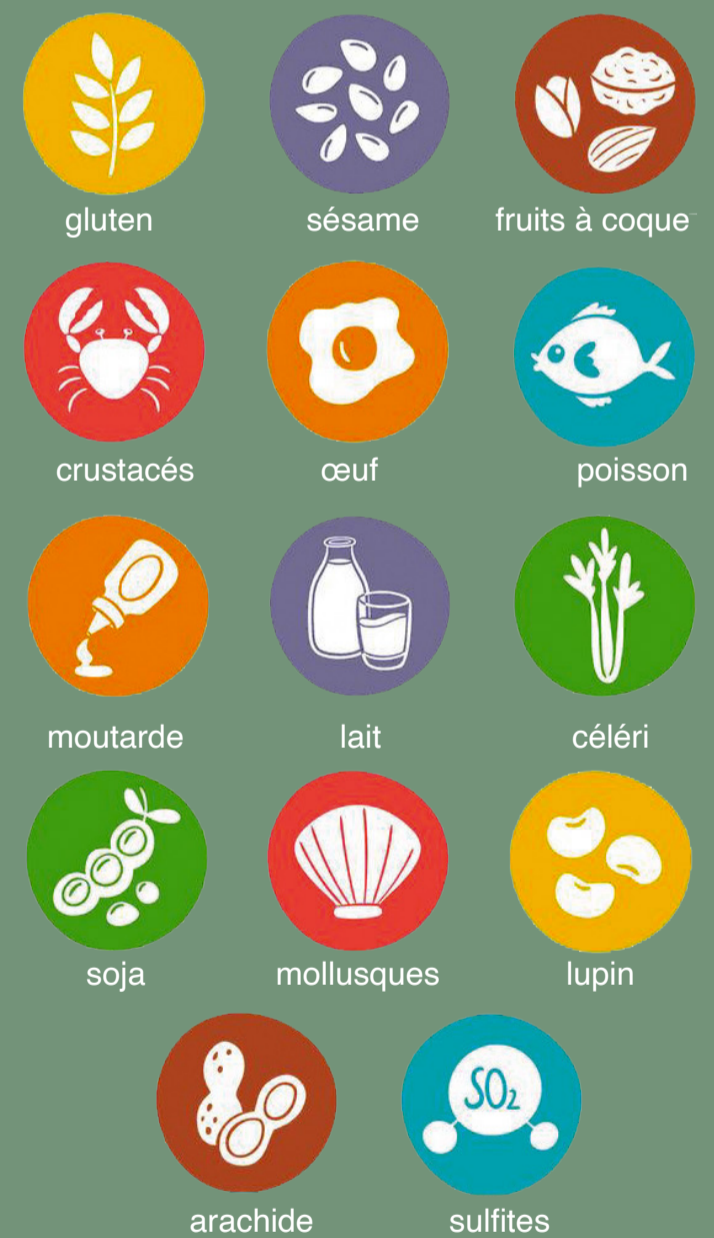 gluten sésame fruits à coque
crustacés œuf poisson
moutarde lait céléri
soja mollusques lupin
SO₂
arachide sulfites